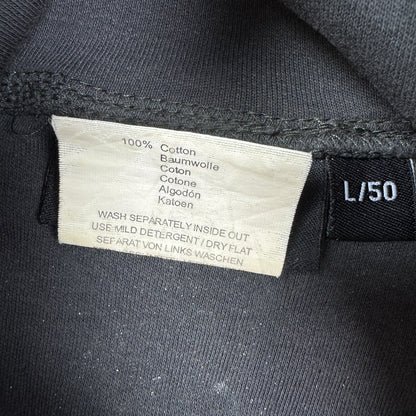 100% Cotton
Baumwolle
Coton
Cotone
Algodón
Katoen
WASH SEPARATELY INSIDE OUT
USE MILD DETERGENT / DRY FLAT
SEFARAT VON LINKS WASCHEN
L/50